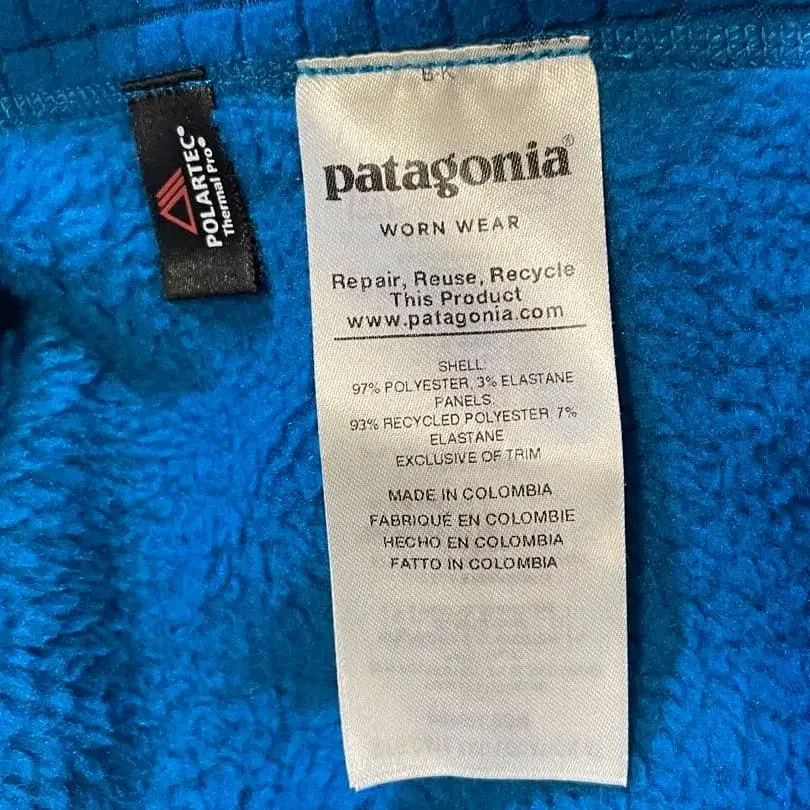 POLARTEC®
Thermal Pro®
patagonia®
WORN WEAR
Repair, Reuse, Recycle
This Product
www.patagonia.com
SHELL:
97% POLYESTER, 3% ELASTANE
PANELS:
93% RECYCLED POLYESTER, 7%
ELASTANE
EXCLUSIVE OF TRIM
MADE IN COLOMBIA
FABRIQUÉ EN COLOMBIE
HECHO EN COLOMBIA
FATTO IN COLOMBIA